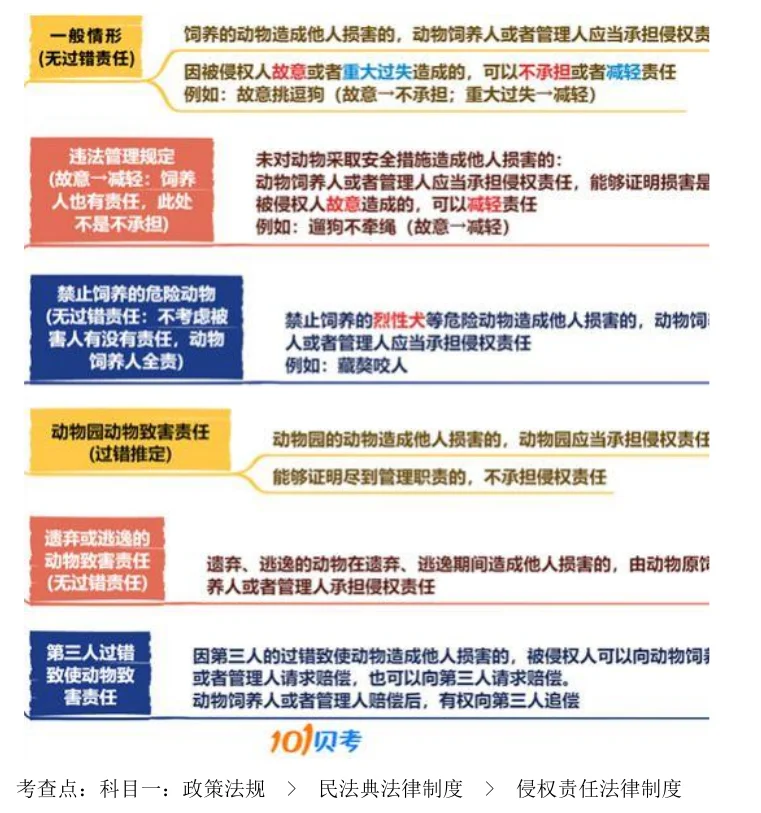 一般情形
(无过错责任)
饲养的动物造成他人损害的，动物饲养人或者管理人应当承担侵权责
因被侵权人故意或者重大过失造成的，可以不承担或者减轻责任
例如：故意挑逗狗（故意→不承担；重大过失→减轻）
违法管理规定
(故意→减轻：饲养
人也有责任，此处
不是不承担)
未对动物采取安全措施造成他人损害的：
动物饲养人或者管理人应当承担侵权责任，能够证明损害是
被侵权人故意造成的，可以减轻责任
例如：遛狗不牵绳（故意→减轻）
禁止饲养的危险动物
(无过错责任：不考虑被
害人有没有责任，动物
饲养人全责)
禁止饲养的烈性犬等危险动物造成他人损害的，动物饲
人或者管理人应当承担侵权责任
例如：藏獒咬人
动物园动物致害责任
(过错推定)
动物园的动物造成他人损害的，动物园应当承担侵权责任
能够证明尽到管理职责的，不承担侵权责任
遗弃或逃逸的
动物致害责任
(无过错责任)
遗弃、逃逸的动物在遗弃、逃逸期间造成他人损害的，由动物原饲
养人或者管理人承担侵权责任
第三人过错
致使动物致
害责任
因第三人的过错致使动物造成他人损害的，被侵权人可以向动物饲养
或者管理人请求赔偿，也可以向第三人请求赔偿。
动物饲养人或者管理人赔偿后，有权向第三人追偿
101贝考
考查点：科目一：政策法规 > 民法典法律制度 > 侵权责任法律制度